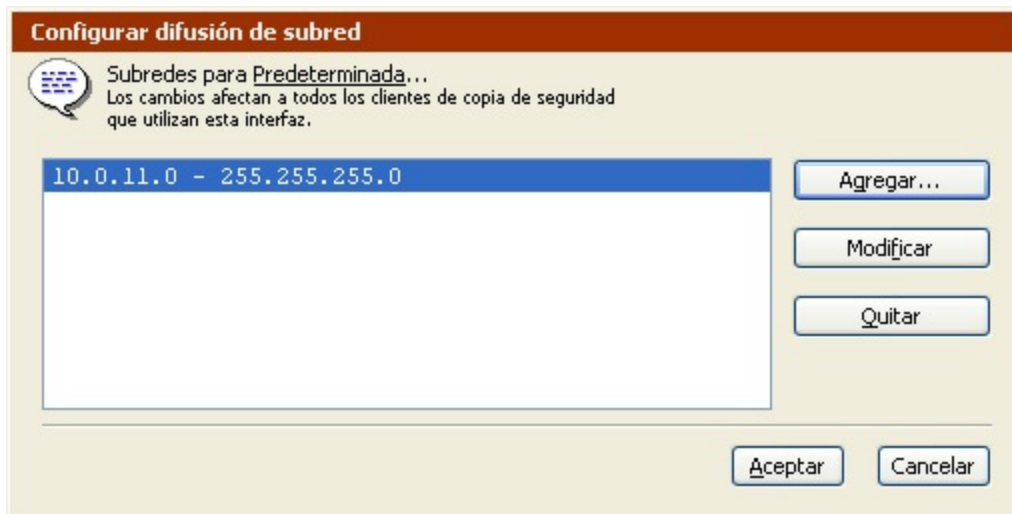 Configurar difusión de subred
Subredes para Predeterminada...
Los cambios afectan a todos los clientes de copia de seguridad
que utilizan esta interfaz.
10.0.11.0 - 255.255.255.0
Agregar...
Modificar
Quitar
Aceptar
Cancelar